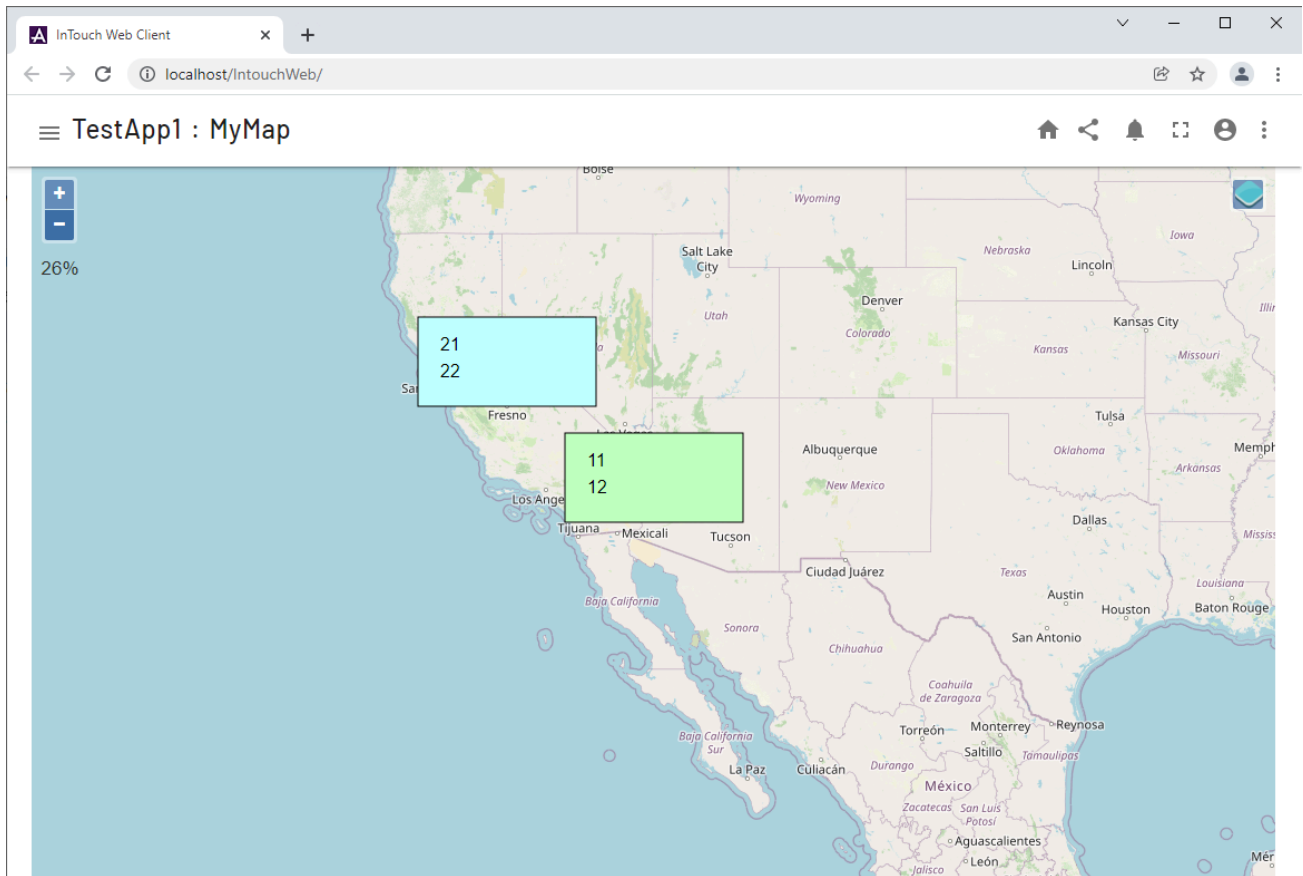 InTouch Web Client
localhost/IntouchWeb/
TestApp1 : MyMap
+
−
26%
Boise
Wyoming
Iowa
Nebraska
Salt Lake
City
Lincoln
Denver
Utah
Colorado
Kansas City
Kansas
Missouri
21
22
Fresno
Tulsa
Las Vegas
Albuquerque
Oklahoma
Arkansas
New Mexico
11
12
Los Ange
Tijuana
Mexicali
Tucson
Dallas
Ciudad Juárez
Texas
Louisiana
Austin
Houston
Baton Rouge
San Antonio
Baja California
Sonora
Chihuahua
Coahuila
de Zaragoza
Torreón
Monterrey
Reynosa
Baja California
Sur
Saltillo
Tamaulipas
La Paz
Culiacán
Durango
México
Zacatecas
San Luis
Potosí
Aguascalientes
León
Jalisco